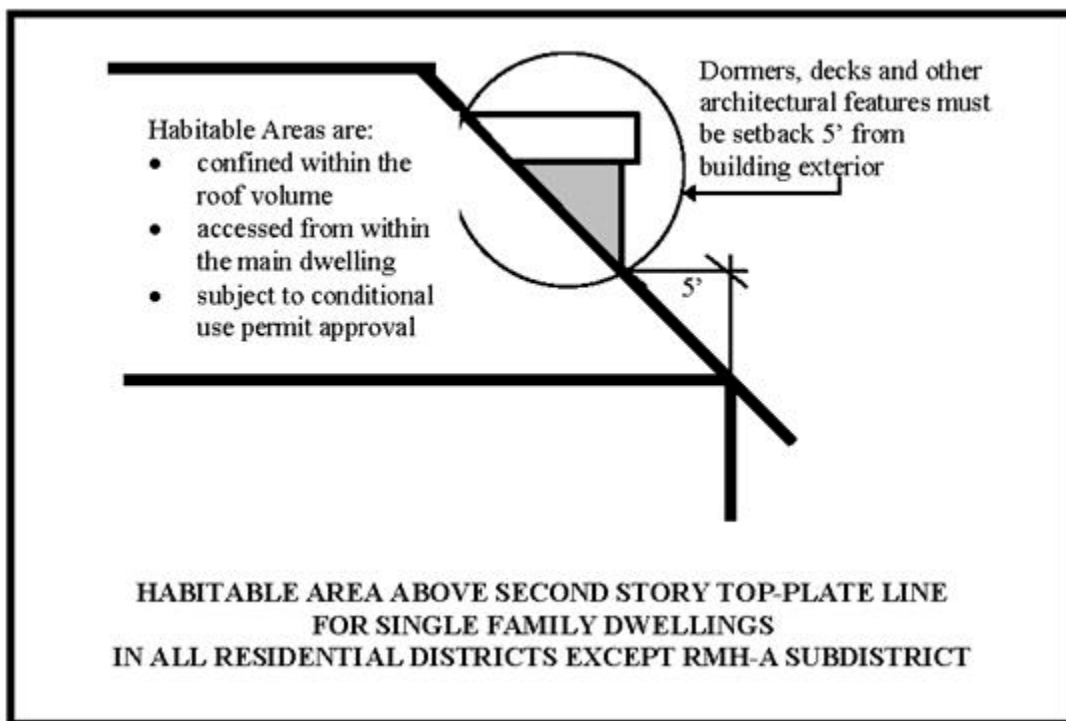 Dormers, decks and other
architectural features must
be setback 5’ from
building exterior
Habitable Areas are:
• confined within the
roof volume
• accessed from within
the main dwelling
• subject to conditional
use permit approval
5’
HABITABLE AREA ABOVE SECOND STORY TOP-PLATE LINE
FOR SINGLE FAMILY DWELLINGS
IN ALL RESIDENTIAL DISTRICTS EXCEPT RMH-A SUBDISTRICT